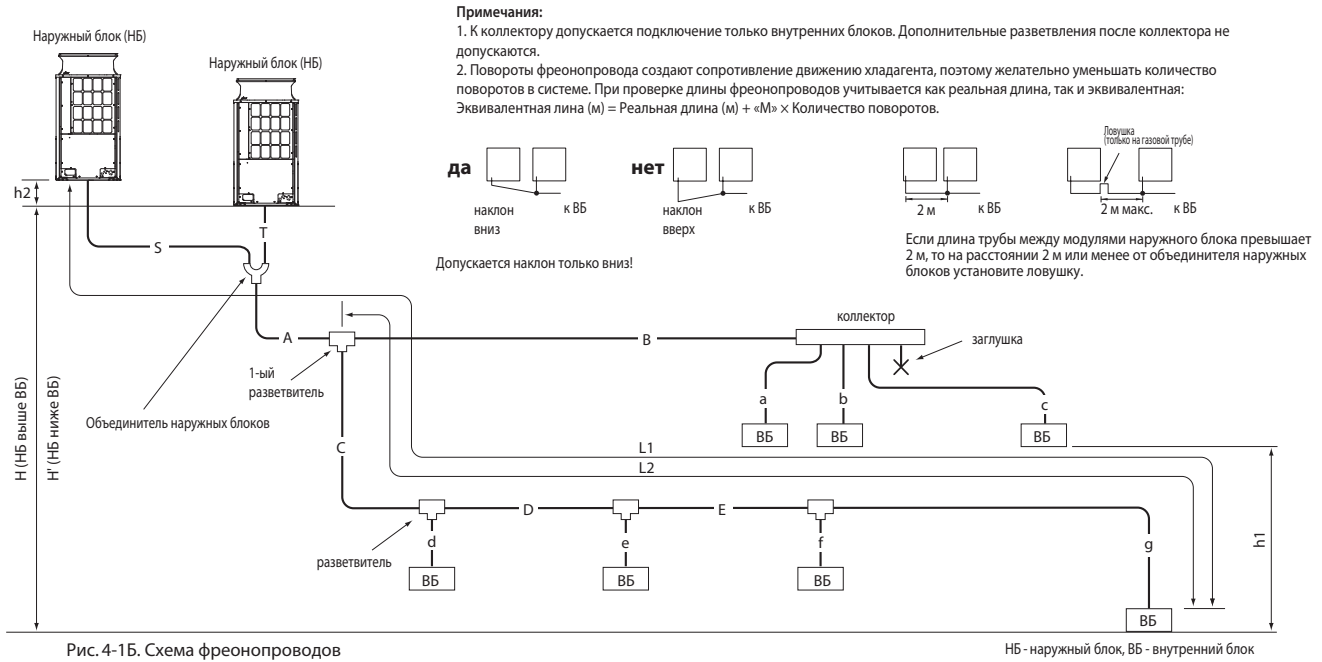 Примечания:
1. К коллектору допускается подключение только внутренних блоков. Дополнительные разветвления после коллектора не
допускаются.
2. Повороты фреонопровода создают сопротивление движению хладагента, поэтому желательно уменьшать количество
поворотов в системе. При проверке длины фреонопроводов учитывается как реальная длина, так и эквивалентная:
Эквивалентная лина (м) = Реальная длина (м) + «М» × Количество поворотов.
Наружный блок (НБ)
Наружный блок (НБ)
да
наклон
вниз
к ВБ
нет
наклон
вверх
к ВБ
2 м
к ВБ
Ловушка
(только на газовой трубе)
2 м макс.
к ВБ
Допускается наклон только вниз!
Если длина трубы между модулями наружного блока превышает
2 м, то на расстоянии 2 м или менее от объединителя наружных
блоков установите ловушку.
h2
S
T
A
B
коллектор
заглушка
1-ый
разветвитель
Объединитель наружных блоков
a
b
c
ВБ
ВБ
ВБ
H (НБ выше ВБ)
H' (НБ ниже ВБ)
C
L1
L2
D
E
d
e
f
g
h1
разветвитель
ВБ
ВБ
ВБ
ВБ
Рис. 4-1Б. Схема фреонопроводов
НБ - наружный блок, ВБ - внутренний блок